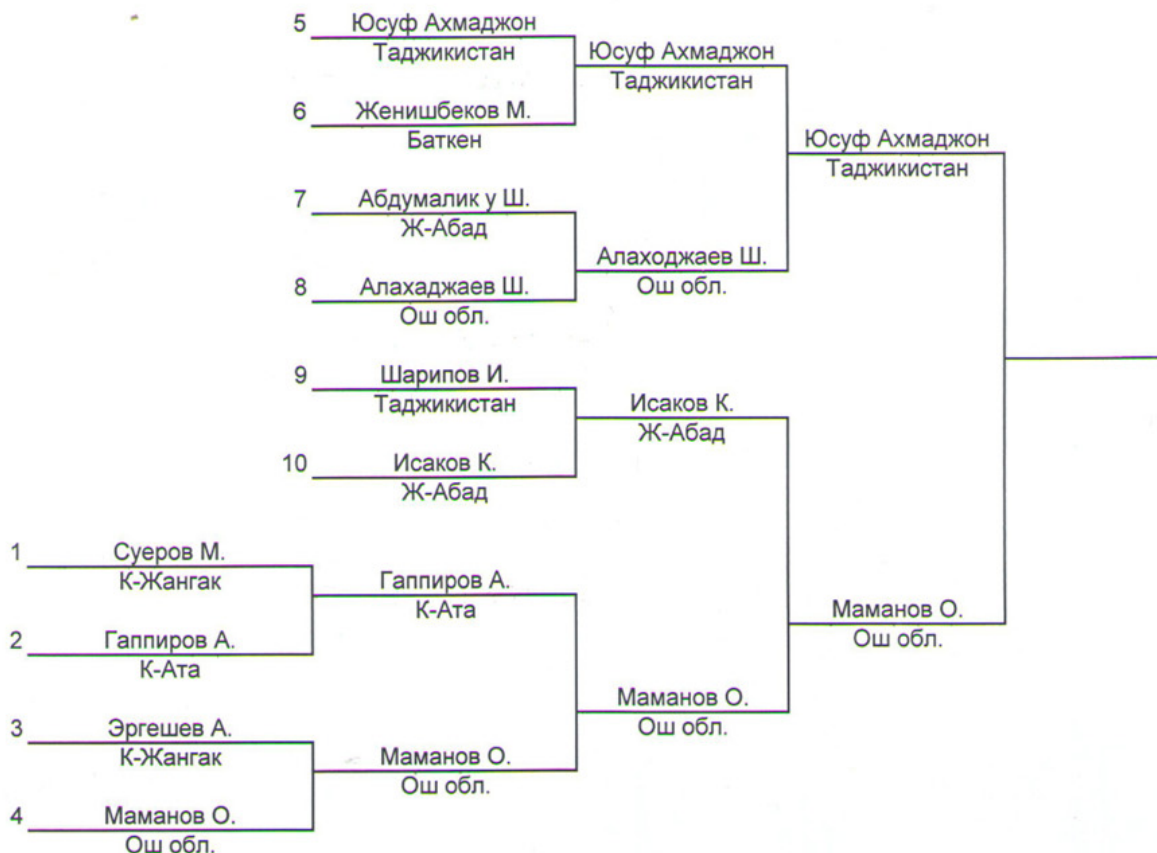 5 Юсуф Ахмаджон
Таджикистан
Юсуф Ахмаджон
Таджикистан
6 Женишбеков М.
Баткен
Юсуф Ахмаджон
Таджикистан
7 Абдумалик у Ш.
Ж-Абад
Алаходжаев Ш.
Ош обл.
8 Алахаджаев Ш.
Ош обл.
9 Шарипов И.
Таджикистан
Исаков К.
Ж-Абад
10 Исаков К.
Ж-Абад
1 Суеров М.
К-Жангак
Гаппиров А.
К-Ата
2 Гаппиров А.
К-Ата
Маманов О.
Ош обл.
Маманов О.
Ош обл.
3 Эргешев А.
К-Жангак
Маманов О.
Ош обл.
4 Маманов О.
Ош обл.